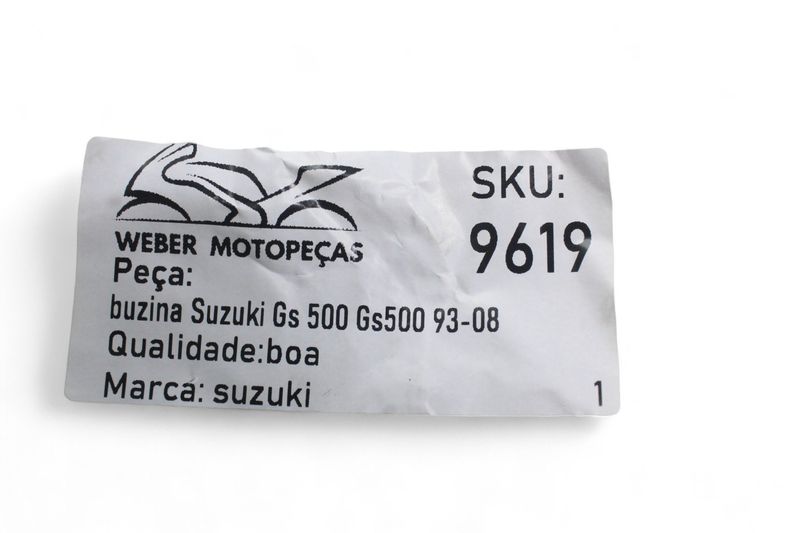 WEBER MOTOPEÇAS
SKU:
9619
Peça:
buzina Suzuki Gs 500 Gs500 93-08
Qualidade:boa
Marca: suzuki
1